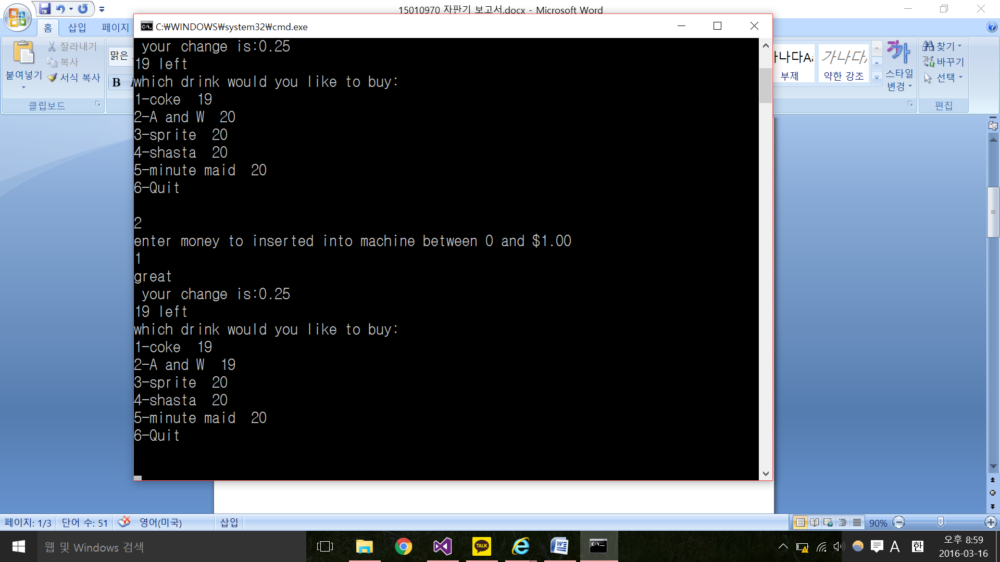 15010970 자판기 보고서.docx - Microsoft Word
홈 삽입 페이지
C:₩WINDOWS₩system32₩cmd.exe
붙여넣기
잘라내기
복사
서식 복사
클립보드
맑은
B
부제
약한 강조
스타일
변경
찾기
바꾸기
선택
편집
your change is:0.25
19 left
which drink would you like to buy:
1-coke 19
2-A and W 20
3-sprite 20
4-shasta 20
5-minute maid 20
6-Quit
2
enter money to inserted into machine between 0 and $1.00
1
great
your change is:0.25
19 left
which drink would you like to buy:
1-coke 19
2-A and W 19
3-sprite 20
4-shasta 20
5-minute maid 20
6-Quit
페이지: 1/3 단어 수: 51 영어(미국) 삽입 90%
웹 및 Windows 검색
TALK
A 한
오후 8:59
2016-03-16